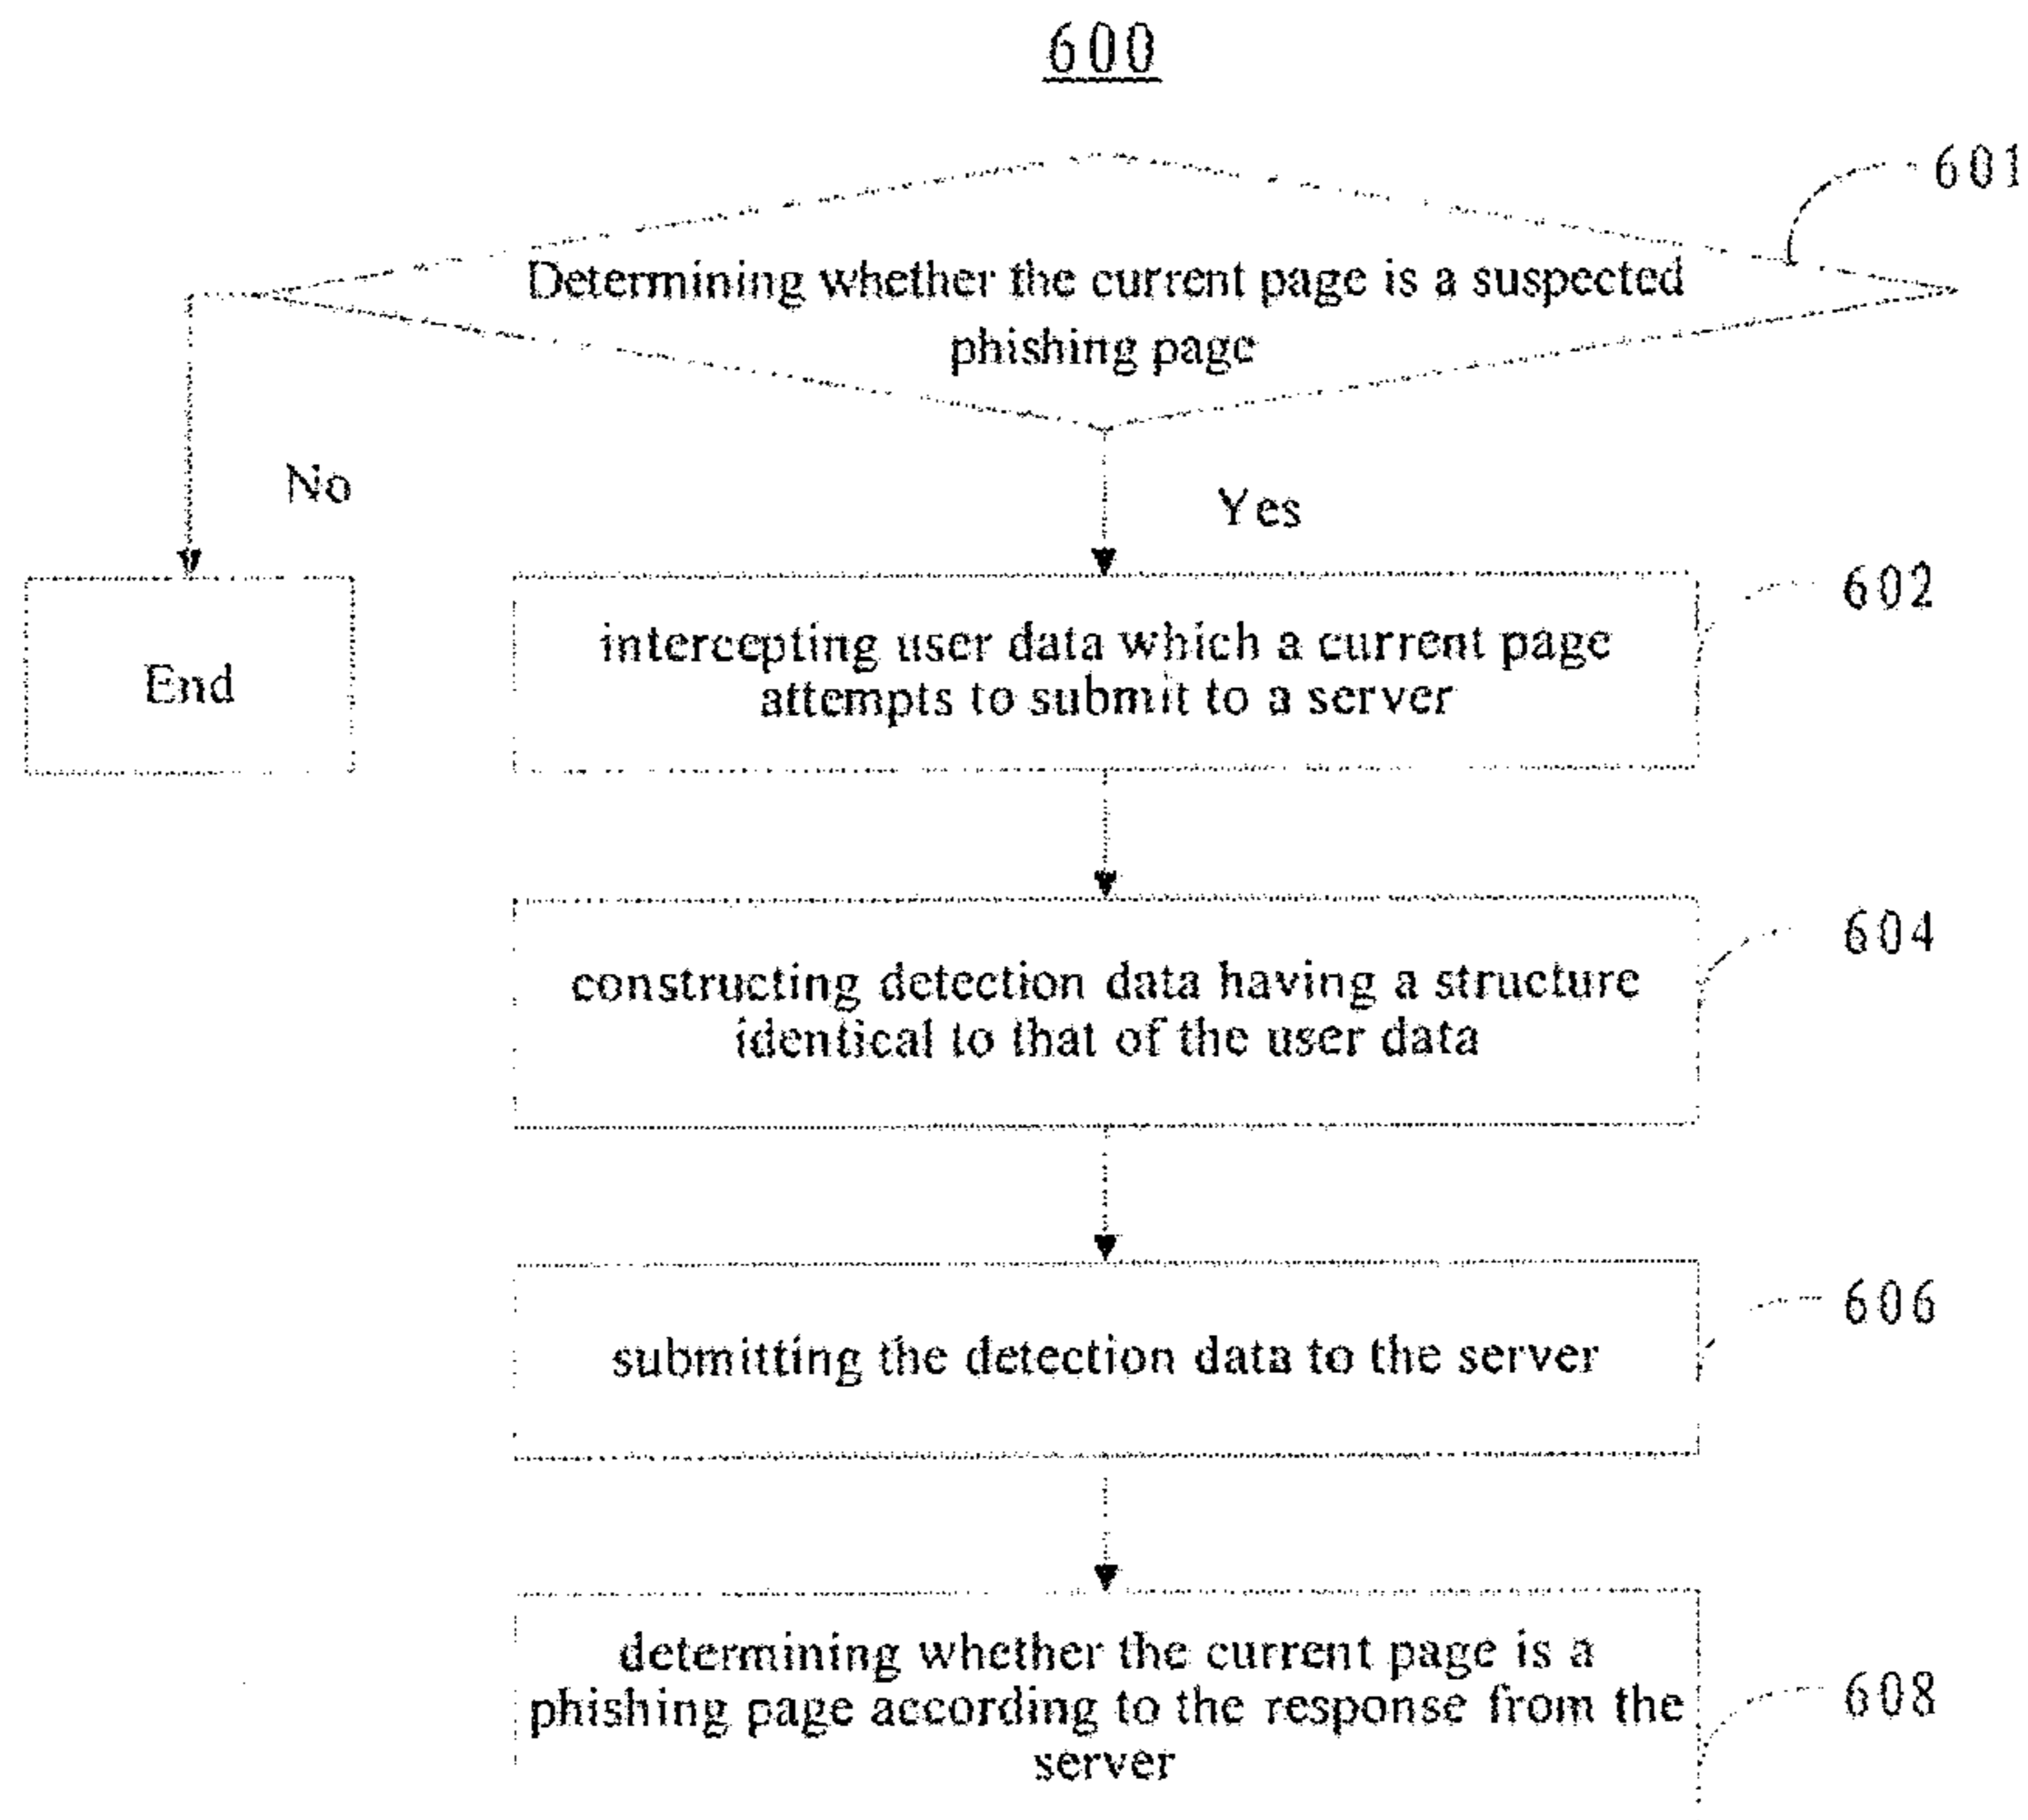 600
601
Determining whether the current page is a suspected
phishing page
No
Yes
602
End
intercepting user data which a current page
attempts to submit to a server
604
constructing detection data having a structure
identical to that of the user data
606
submitting the detection data to the server
determining whether the current page is a
phishing page according to the response from the
server
608